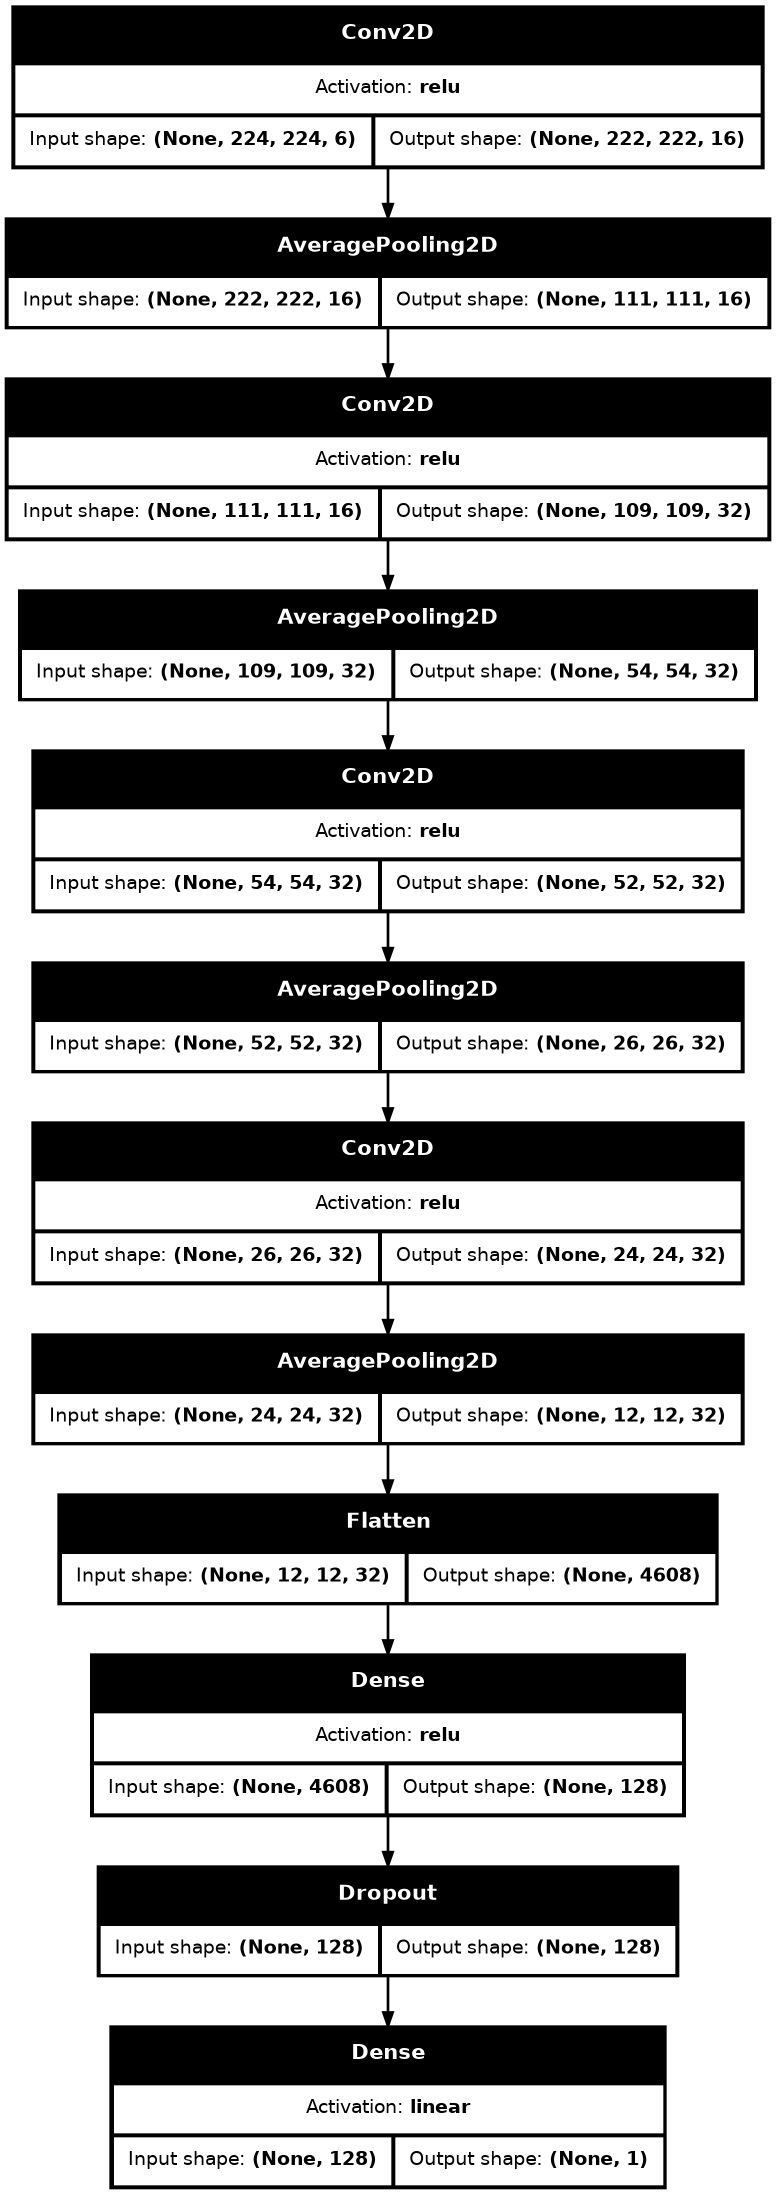 Conv2D
Activation: relu
Input shape: (None, 224, 224, 6) Output shape: (None, 222, 222, 16)
AveragePooling2D
Input shape: (None, 222, 222, 16) Output shape: (None, 111, 111, 16)
Conv2D
Activation: relu
Input shape: (None, 111, 111, 16) Output shape: (None, 109, 109, 32)
AveragePooling2D
Input shape: (None, 109, 109, 32) Output shape: (None, 54, 54, 32)
Conv2D
Activation: relu
Input shape: (None, 54, 54, 32) Output shape: (None, 52, 52, 32)
AveragePooling2D
Input shape: (None, 52, 52, 32) Output shape: (None, 26, 26, 32)
Conv2D
Activation: relu
Input shape: (None, 26, 26, 32) Output shape: (None, 24, 24, 32)
AveragePooling2D
Input shape: (None, 24, 24, 32) Output shape: (None, 12, 12, 32)
Flatten
Input shape: (None, 12, 12, 32) Output shape: (None, 4608)
Dense
Activation: relu
Input shape: (None, 4608) Output shape: (None, 128)
Dropout
Input shape: (None, 128) Output shape: (None, 128)
Dense
Activation: linear
Input shape: (None, 128) Output shape: (None, 1)